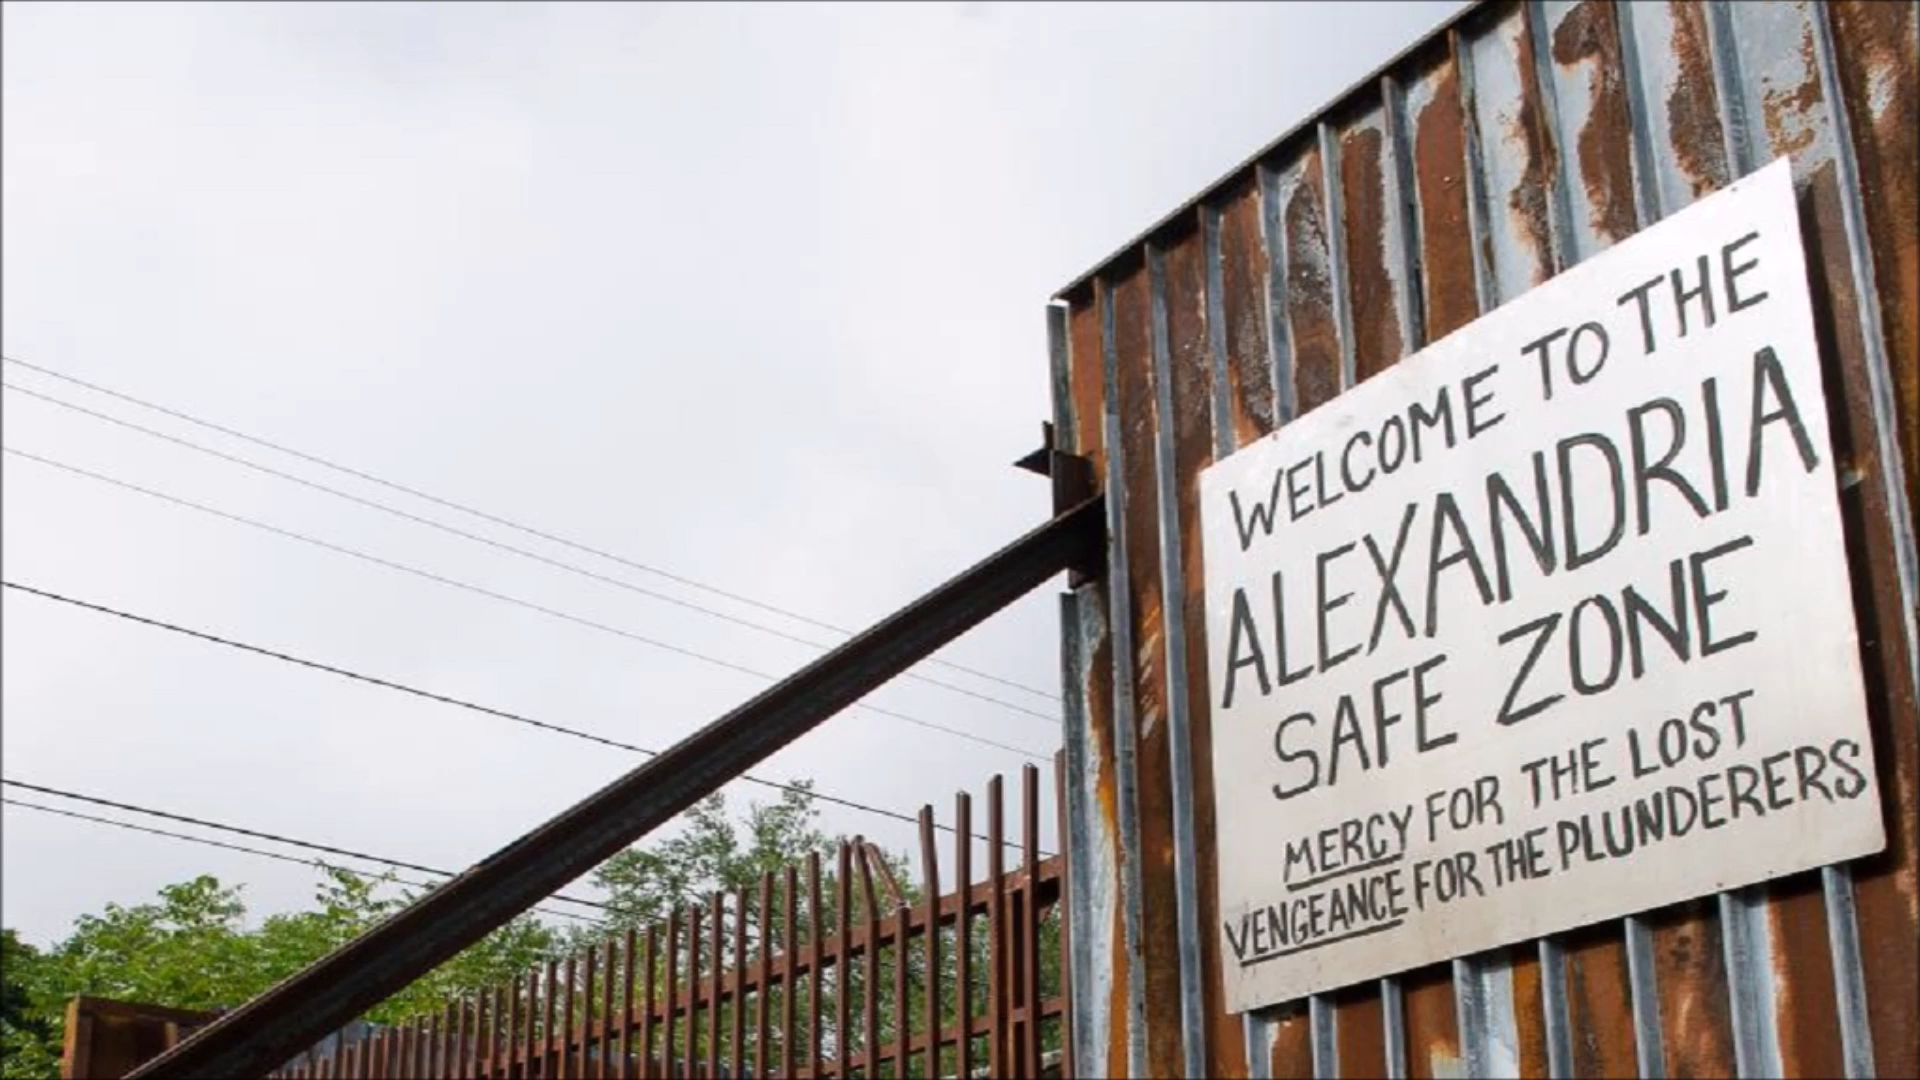 WELCOME TO THE
ALEXANDRIA
SAFE ZONE
MERCY FOR THE LOST
VENGEANCE FOR THE PLUNDERERS